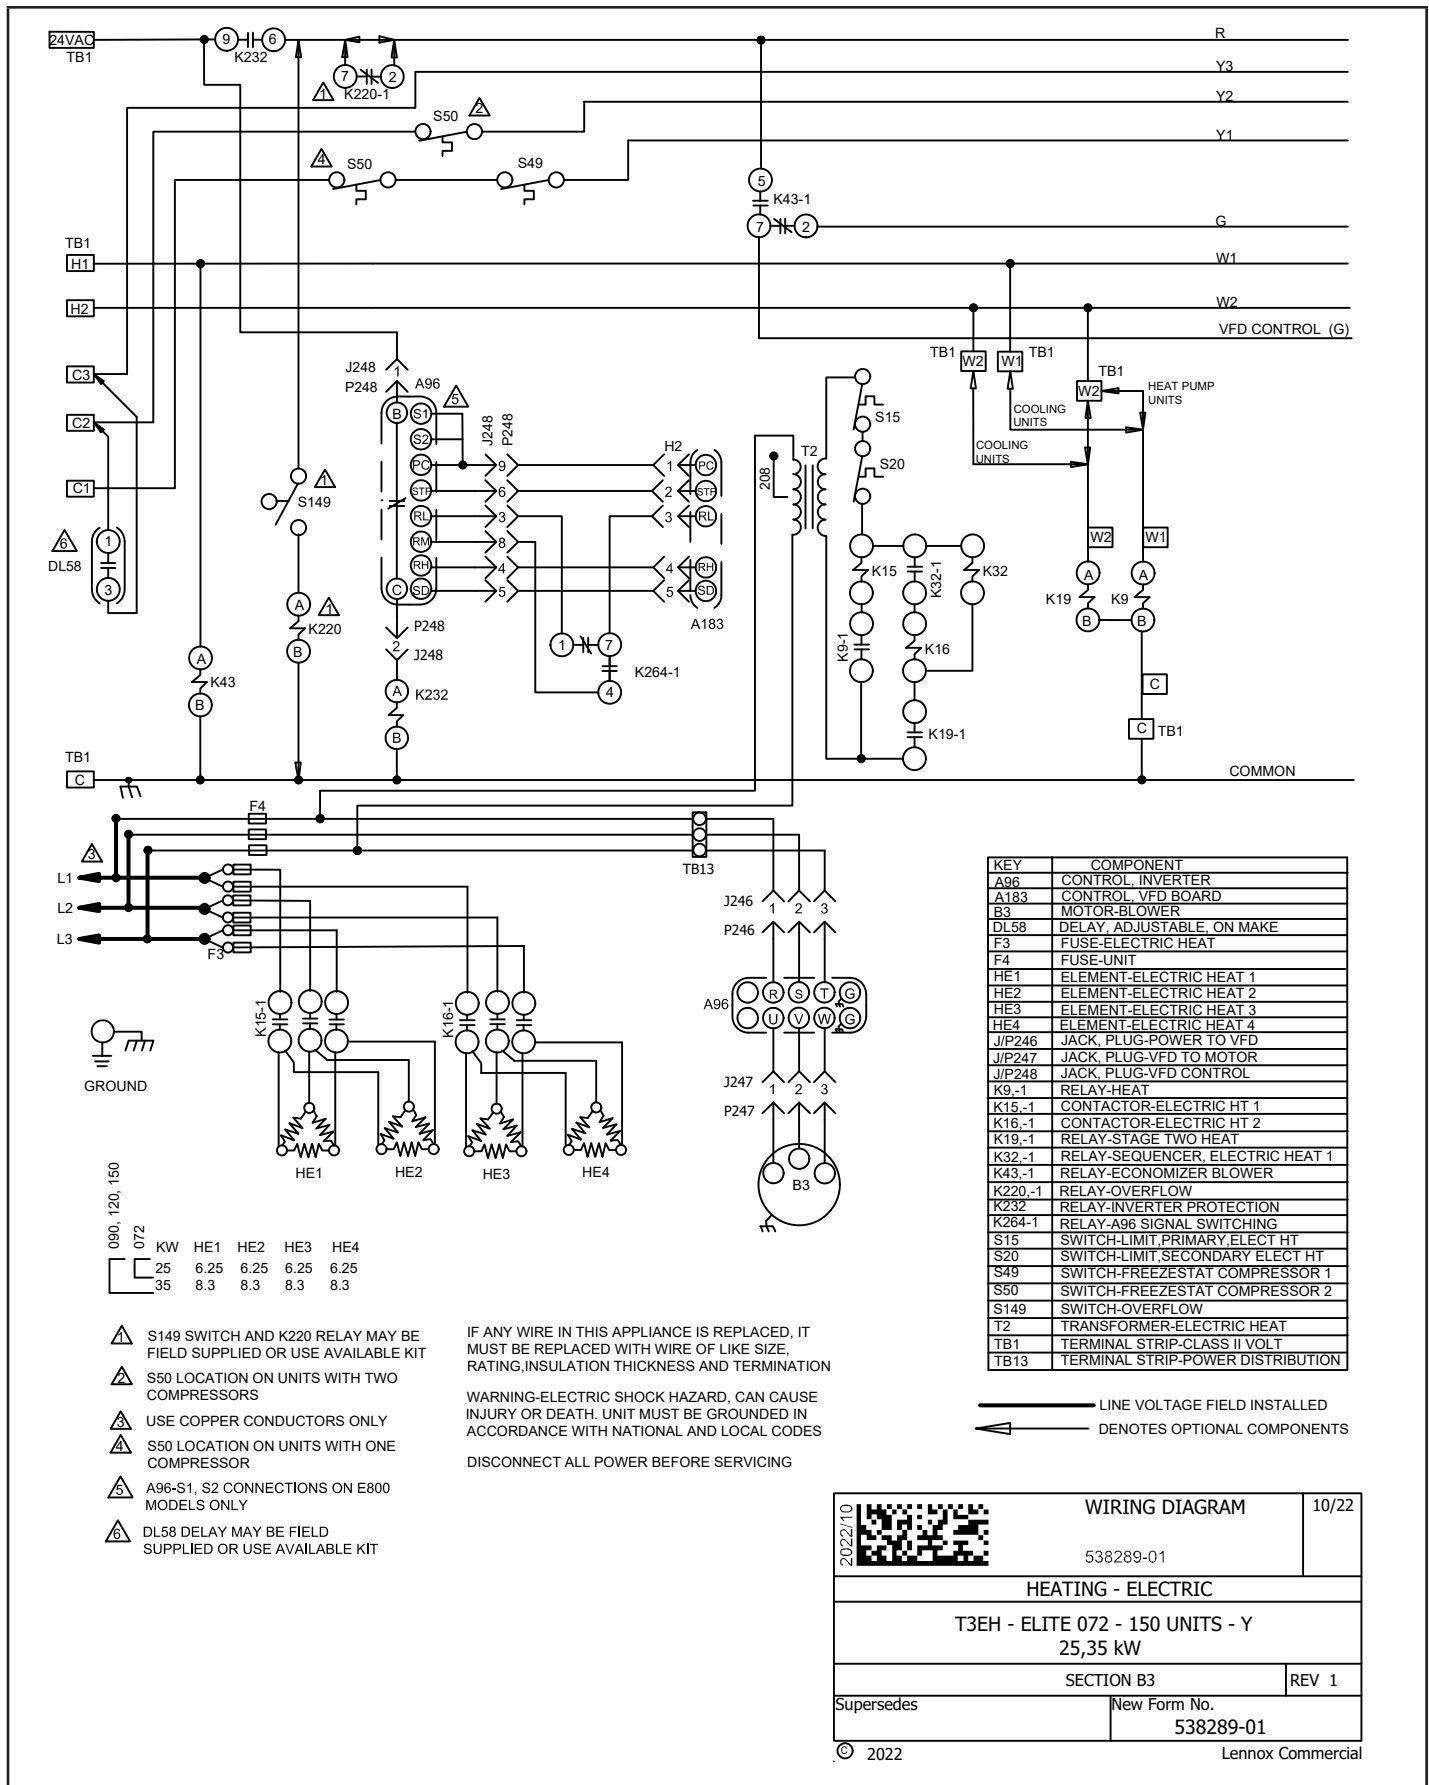 24VAC
TB1
9
6
K232
R
7
2
1
K220-1
Y3
Y2
S50
2
Y1
4
S50
S49
5
K43-1
7
2
G
TB1
H1
W1
H2
W2
VFD CONTROL (G)
TB1
W2
W1
TB1
C3
C2
C1
J248
1
P248
A96
5
B
S1
S2
PC
STF
RL
RM
RH
SD
C
J248
P248
9
6
3
8
4
5
H2
1
2
3
4
5
PC
STF
RL
RH
SD
A183
208
T2
S15
S20
TB1
W2
HEAT PUMP
UNITS
COOLING
UNITS
COOLING
UNITS
1
S149
6
DL58
1
3
A
1
K220
B
P248
2
J248
A
K232
B
1
7
4
K264-1
K15
K32-1
K32
K9-1
K16
K19-1
W2
W1
A
A
K19
K9
B
B
C
C
TB1
A
K43
B
TB1
C
COMMON
F4
TB13
3
L1
L2
L3
F3
K15-1
K16-1
GROUND
HE1
HE2
HE3
HE4
J246
1 2 3
P246
A96
R S T G
U V W G
J247
1 2 3
P247
B3
KEY COMPONENT
A96 CONTROL, INVERTER
A183 CONTROL, VFD BOARD
B3 MOTOR-BLOWER
DL58 DELAY, ADJUSTABLE, ON MAKE
F3 FUSE-ELECTRIC HEAT
F4 FUSE-UNIT
HE1 ELEMENT-ELECTRIC HEAT 1
HE2 ELEMENT-ELECTRIC HEAT 2
HE3 ELEMENT-ELECTRIC HEAT 3
HE4 ELEMENT-ELECTRIC HEAT 4
J/P246 JACK, PLUG-POWER TO VFD
J/P247 JACK, PLUG-VFD TO MOTOR
J/P248 JACK, PLUG-VFD CONTROL
K9,-1 RELAY-HEAT
K15,-1 CONTACTOR-ELECTRIC HT 1
K16,-1 CONTACTOR-ELECTRIC HT 2
K19,-1 RELAY-STAGE TWO HEAT
K32,-1 RELAY-SEQUENCER, ELECTRIC HEAT 1
K43,-1 RELAY-ECONOMIZER BLOWER
K220,-1 RELAY-OVERFLOW
K232 RELAY-INVERTER PROTECTION
K264-1 RELAY-A96 SIGNAL SWITCHING
S15 SWITCH-LIMIT,PRIMARY,ELECT HT
S20 SWITCH-LIMIT,SECONDARY ELECT HT
S49 SWITCH-FREEZESTAT COMPRESSOR 1
S50 SWITCH-FREEZESTAT COMPRESSOR 2
S149 SWITCH-OVERFLOW
T2 TRANSFORMER-ELECTRIC HEAT
TB1 TERMINAL STRIP-CLASS II VOLT
TB13 TERMINAL STRIP-POWER DISTRIBUTION
090, 120, 150
072
KW HE1 HE2 HE3 HE4
25 6.25 6.25 6.25 6.25
35 8.3 8.3 8.3 8.3
1 S149 SWITCH AND K220 RELAY MAY BE
FIELD SUPPLIED OR USE AVAILABLE KIT
2 S50 LOCATION ON UNITS WITH TWO
COMPRESSORS
3 USE COPPER CONDUCTORS ONLY
4 S50 LOCATION ON UNITS WITH ONE
COMPRESSOR
5 A96-S1, S2 CONNECTIONS ON E800
MODELS ONLY
6 DL58 DELAY MAY BE FIELD
SUPPLIED OR USE AVAILABLE KIT
IF ANY WIRE IN THIS APPLIANCE IS REPLACED, IT
MUST BE REPLACED WITH WIRE OF LIKE SIZE,
RATING,INSULATION THICKNESS AND TERMINATION
WARNING-ELECTRIC SHOCK HAZARD, CAN CAUSE
INJURY OR DEATH. UNIT MUST BE GROUNDED IN
ACCORDANCE WITH NATIONAL AND LOCAL CODES
DISCONNECT ALL POWER BEFORE SERVICING
LINE VOLTAGE FIELD INSTALLED
DENOTES OPTIONAL COMPONENTS
2022/10
WIRING DIAGRAM
10/22
538289-01
HEATING - ELECTRIC
T3EH - ELITE 072 - 150 UNITS - Y
25,35 kW
SECTION B3
REV 1
Supersedes
New Form No.
538289-01
© 2022
Lennox Commercial